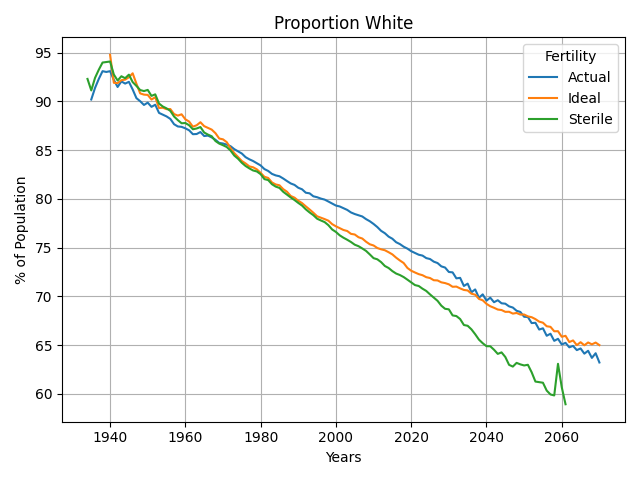 Proportion White
% of Population
95
90
85
80
75
70
65
60
Fertility
Actual
Ideal
Sterile
1940 1960 1980 2000 2020 2040 2060
Years